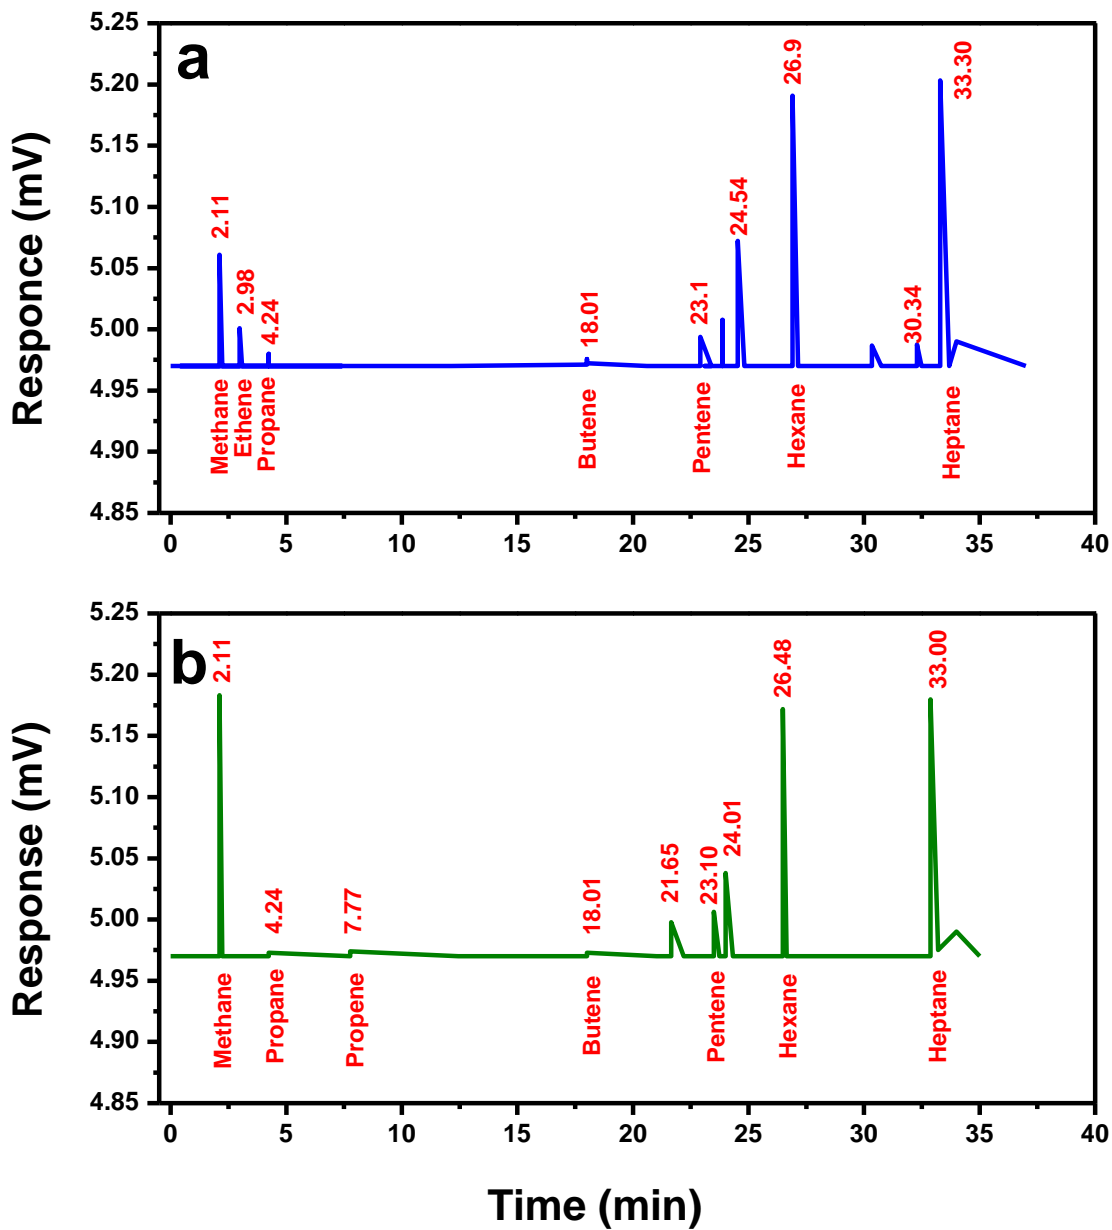 a
Responce (mV)
5.25
5.20
5.15
5.10
5.05
5.00
4.95
4.90
4.85
2.11
2.98
4.24
18.01
23.1
24.54
26.9
30.34
33.30
Methane
Ethene
Propane
Butene
Pentene
Hexane
Heptane
0 5 10 15 20 25 30 35 40
b
Response (mV)
5.25
5.20
5.15
5.10
5.05
5.00
4.95
4.90
4.85
2.11
4.24
7.77
18.01
21.65
23.10
24.01
26.48
33.00
Methane
Propane
Propene
Butene
Pentene
Hexane
Heptane
0 5 10 15 20 25 30 35 40
Time (min)